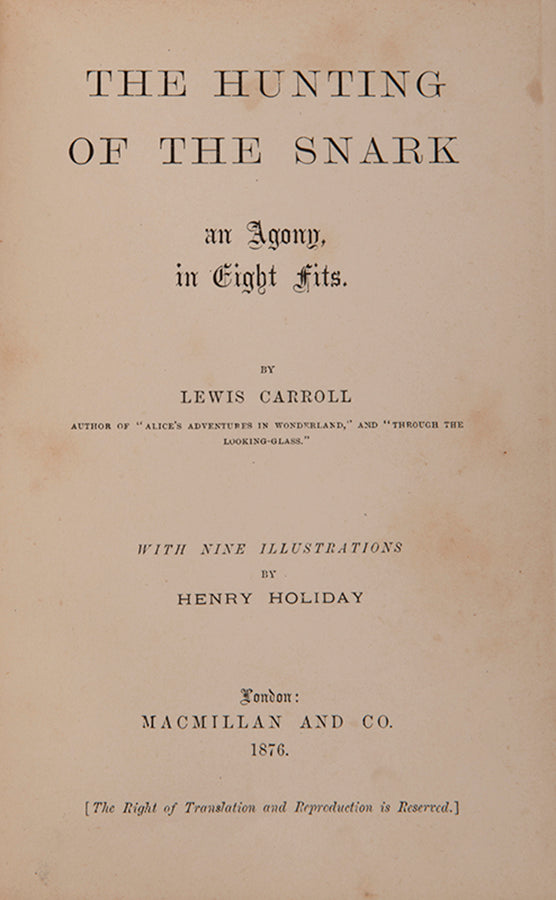 THE HUNTING
OF THE SNARK
an Agony,
in Eight Fits.
BY
LEWIS CARROLL
AUTHOR OF "ALICE'S ADVENTURES IN WONDERLAND," AND "THROUGH THE
LOOKING-GLASS."
WITH NINE ILLUSTRATIONS
BY
HENRY HOLIDAY
London:
MACMILLAN AND CO.
1876.
[The Right of Translation and Reproduction is Reserved.]